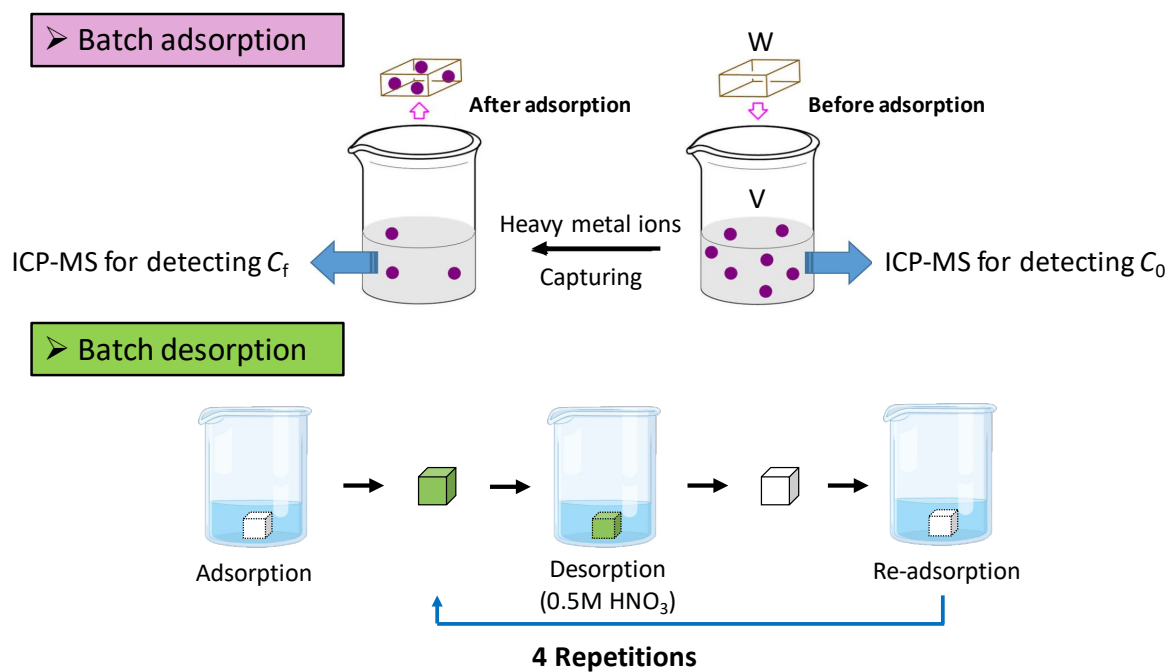 ➢ Batch adsorption
W
After adsorption
Before adsorption
V
Heavy metal ions
Capturing
ICP-MS for detecting Cf
ICP-MS for detecting C0
➢ Batch desorption
Adsorption
Desorption
(0.5M HNO3)
Re-adsorption
4 Repetitions